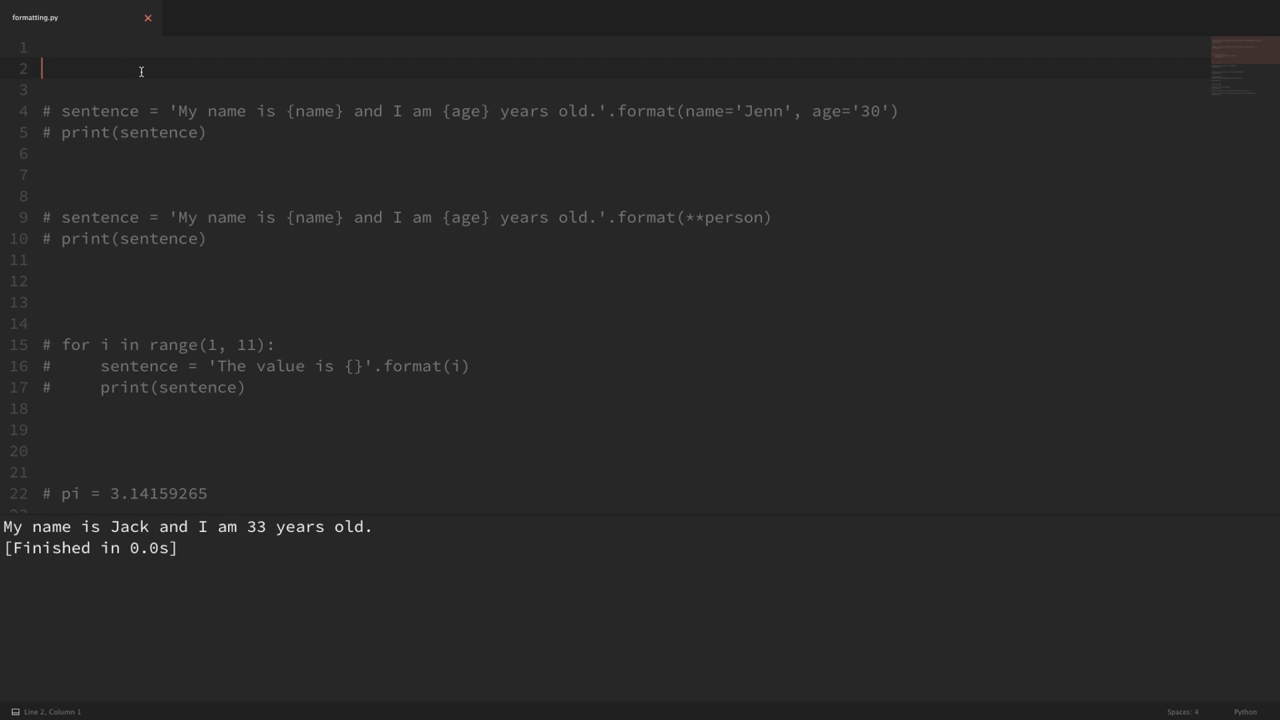 formatting.py
1
2
3
4 # sentence = 'My name is {name} and I am {age} years old.'.format(name='Jenn', age='30')
5 # print(sentence)
6
7
8
9 # sentence = 'My name is {name} and I am {age} years old.'.format(**person)
10 # print(sentence)
11
12
13
14
15 # for i in range(1, 11):
16 #     sentence = 'The value is {}'.format(i)
17 #     print(sentence)
18
19
20
21
22 # pi = 3.14159265
My name is Jack and I am 33 years old.
[Finished in 0.0s]
Line 2, Column 1
Spaces: 4
Python